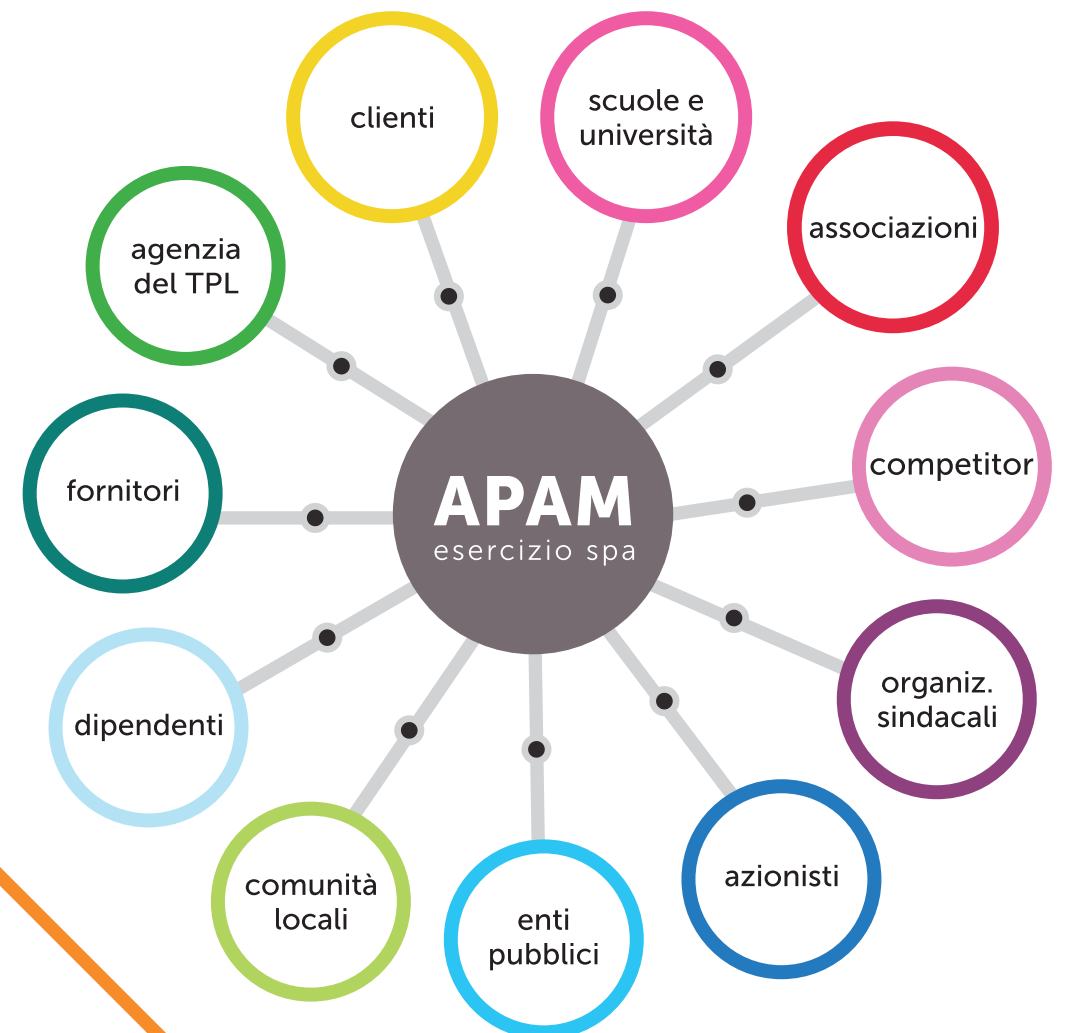 clienti
scuole e
università
associazioni
agenzia
del TPL
competitor
fornitori
APAM
esercizio spa
organiz.
sindacali
dipendenti
azionisti
comunità
locali
enti
pubblici